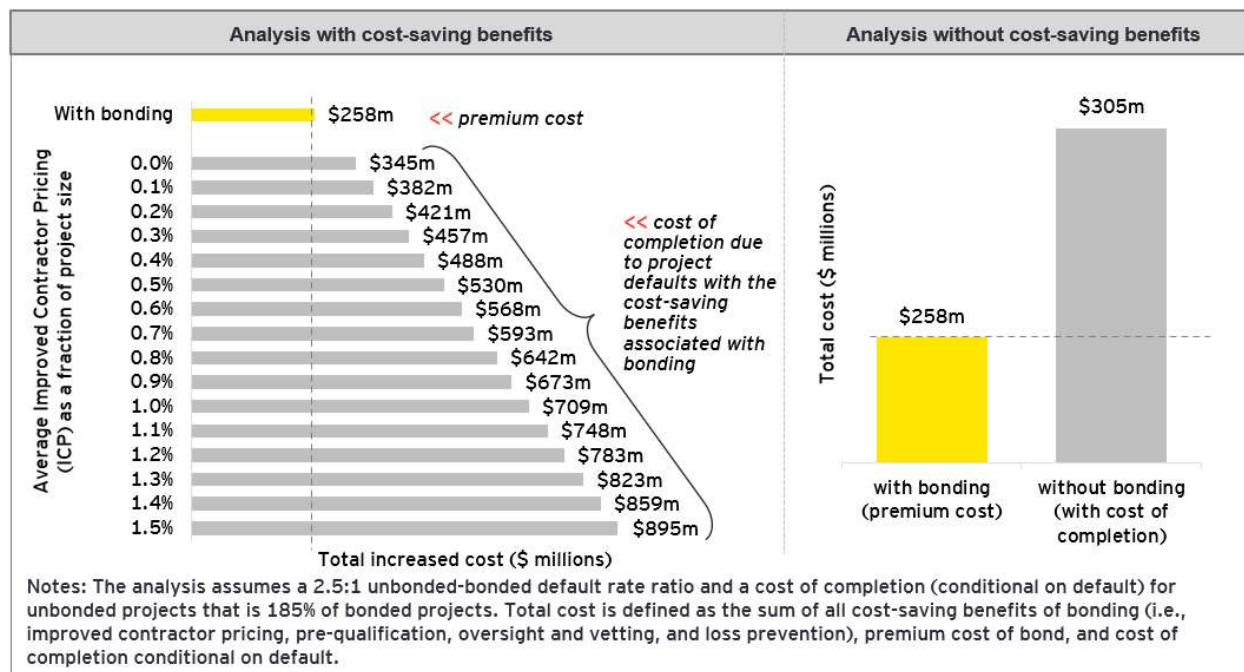 Analysis with cost-saving benefits
Analysis without cost-saving benefits
Average Improved Contractor Pricing
(ICP) as a fraction of project size
With bonding $258m << premium cost
0.0% $345m
0.1% $382m
0.2% $421m
0.3% $457m
0.4% $488m
0.5% $530m
0.6% $568m
0.7% $593m
0.8% $642m
0.9% $673m
1.0% $709m
1.1% $748m
1.2% $783m
1.3% $823m
1.4% $859m
1.5% $895m
<< cost of
completion due
to project
defaults with the
cost-saving
benefits
associated with
bonding
Total increased cost ($ millions)
Total cost ($ millions)
$258m
$305m
with bonding
(premium cost)
without bonding
(with cost of
completion)
Notes: The analysis assumes a 2.5:1 unbonded-bonded default rate ratio and a cost of completion (conditional on default) for
unbonded projects that is 185% of bonded projects. Total cost is defined as the sum of all cost-saving benefits of bonding (i.e.,
improved contractor pricing, pre-qualification, oversight and vetting, and loss prevention), premium cost of bond, and cost of
completion conditional on default.